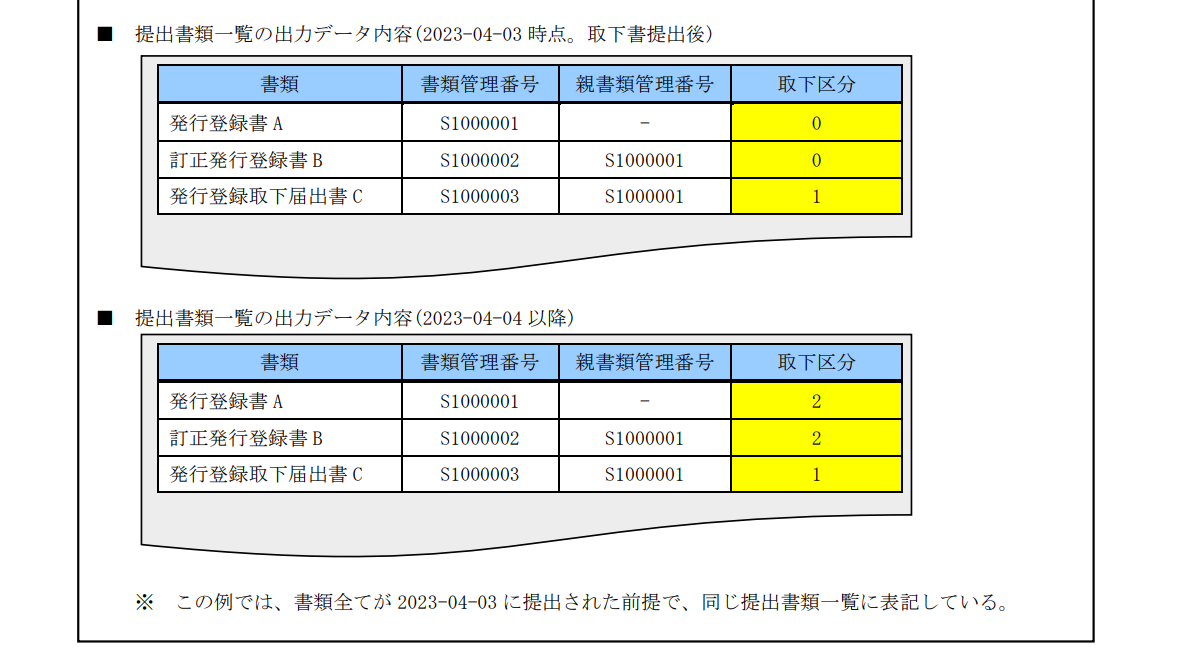 ■ 提出書類一覧の出力データ内容(2023-04-03 時点。取下書提出後)
書類 書類管理番号 親書類管理番号 取下区分
発行登録書 A S1000001 - 0
訂正発行登録書 B S1000002 S1000001 0
発行登録取下届出書 C S1000003 S1000001 1
■ 提出書類一覧の出力データ内容(2023-04-04 以降)
書類 書類管理番号 親書類管理番号 取下区分
発行登録書 A S1000001 - 2
訂正発行登録書 B S1000002 S1000001 2
発行登録取下届出書 C S1000003 S1000001 1
※ この例では、書類全てが 2023-04-03 に提出された前提で、同じ提出書類一覧に表記している。